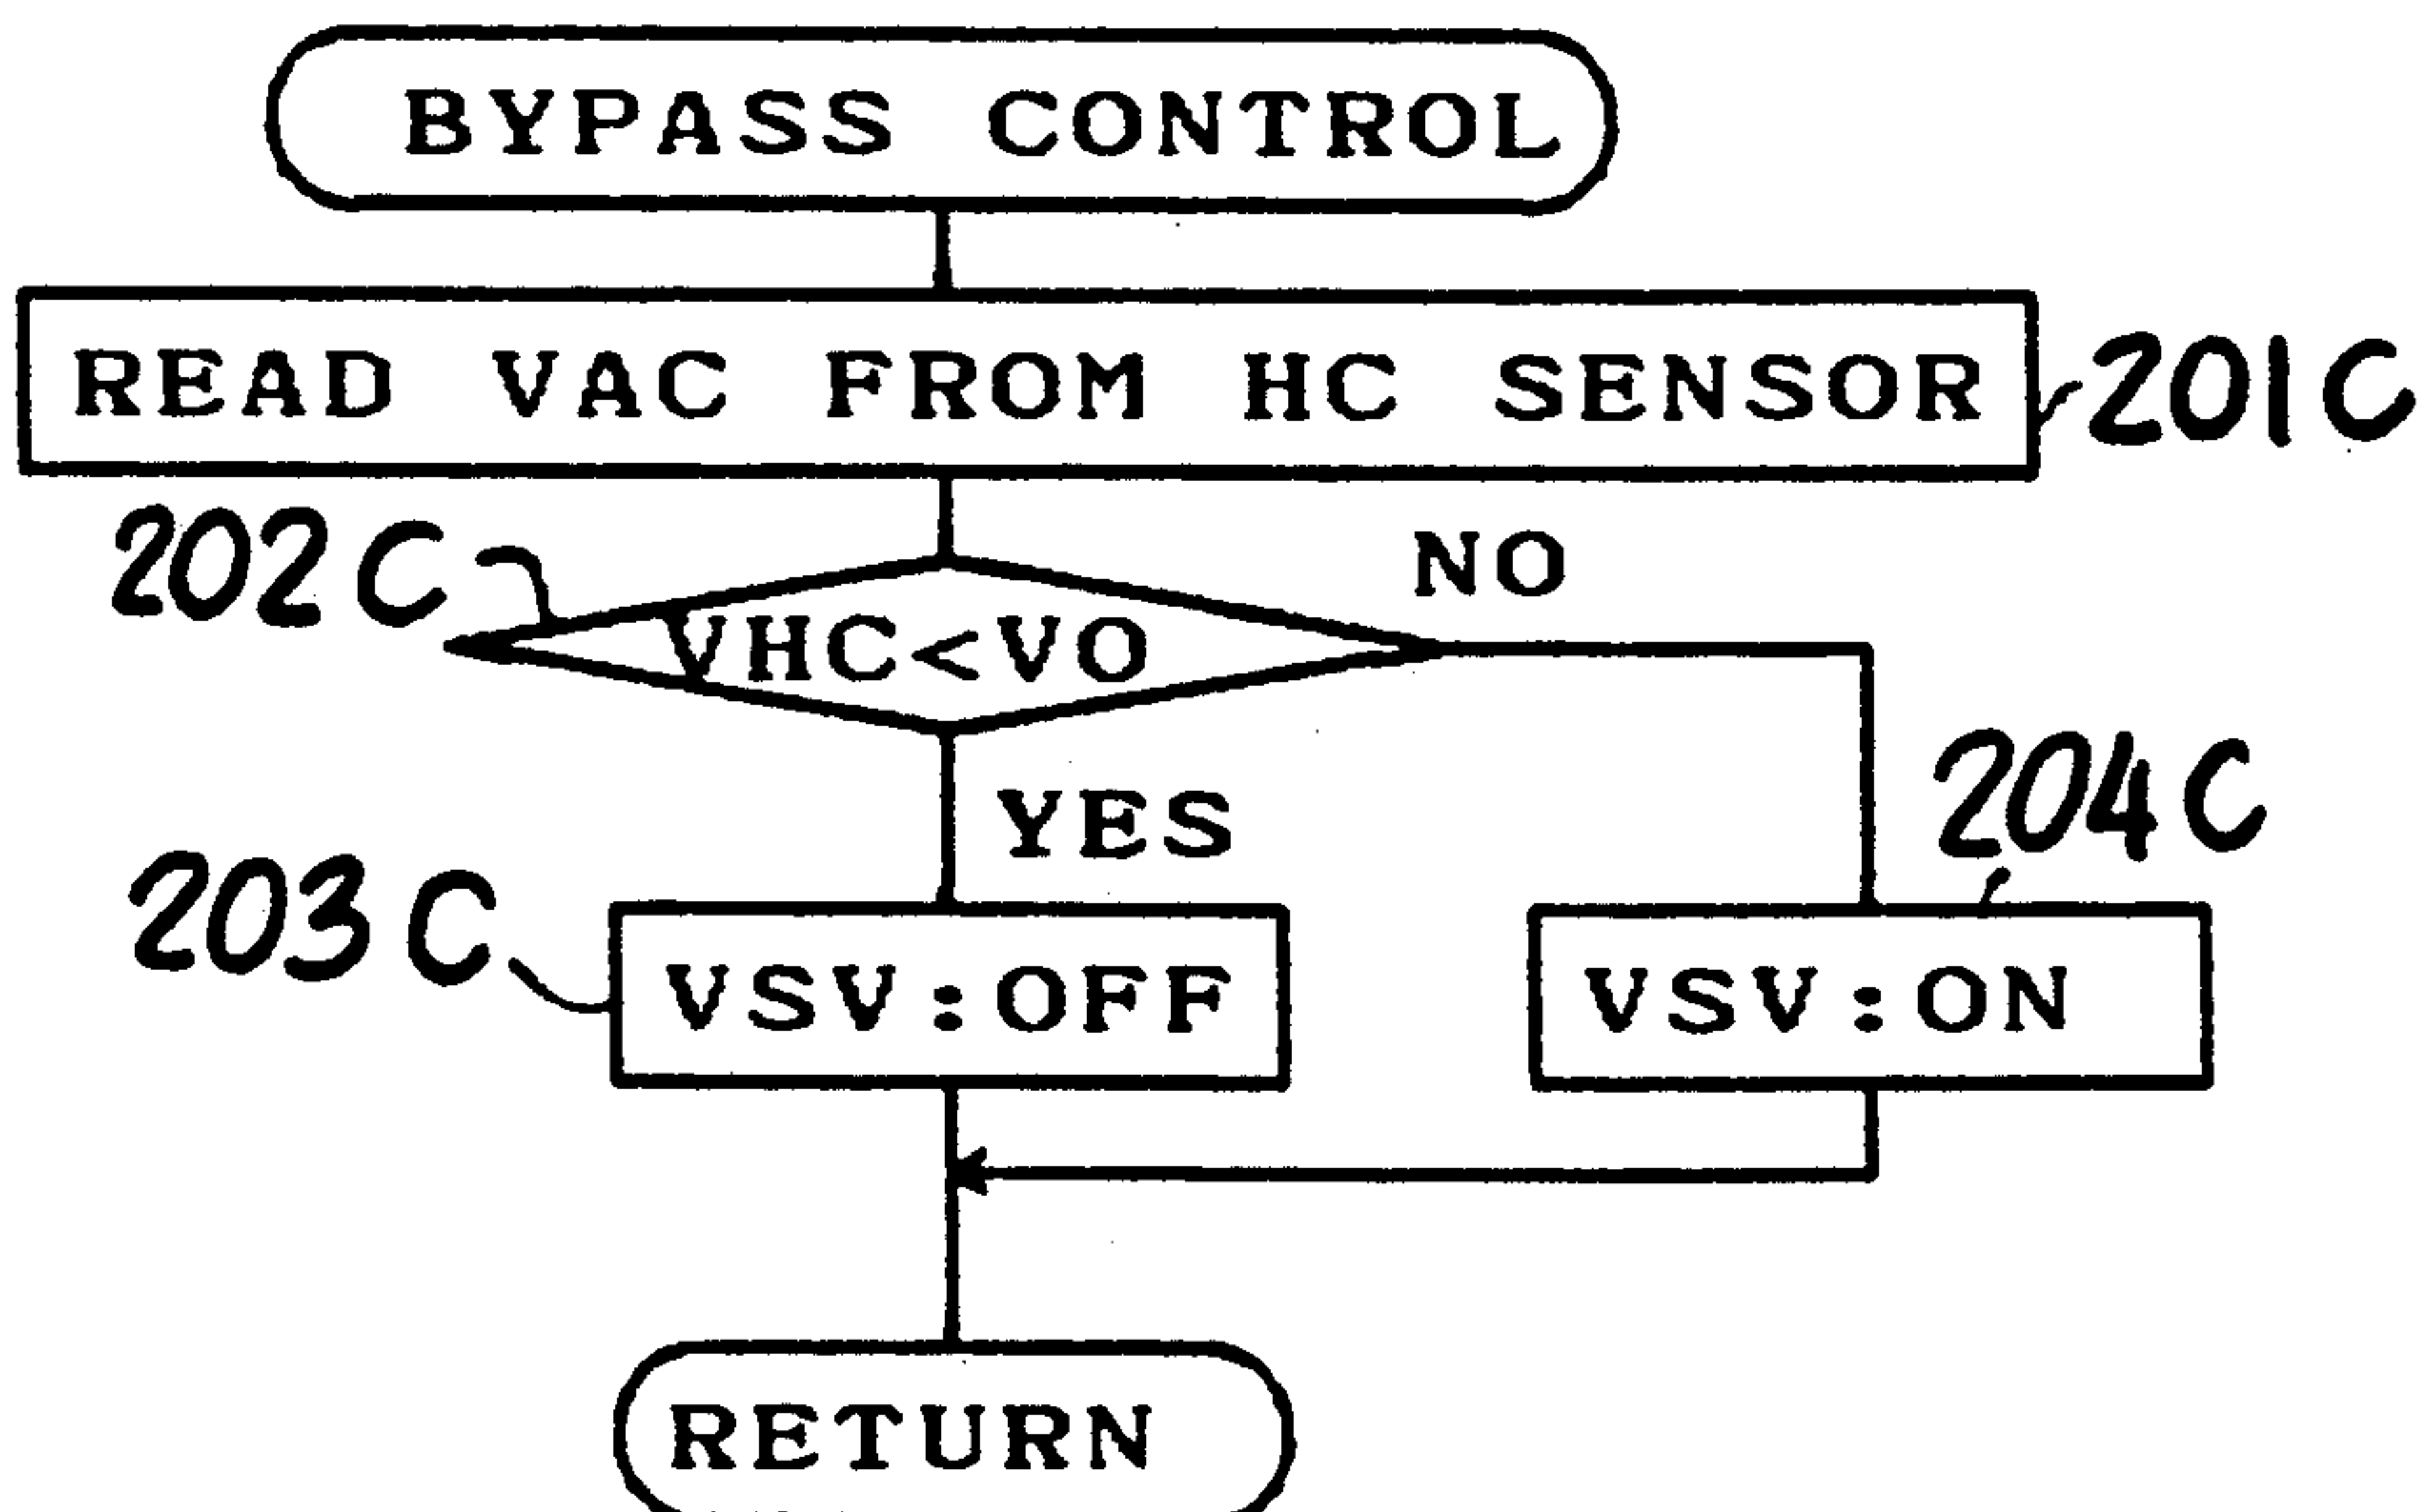 BYPASS CONTROL
READ VAC FROM HC SENSOR
201C
202C
NO
VHC<VO
YES
204C
203C
VSV:OFF
VSV:ON
RETURN